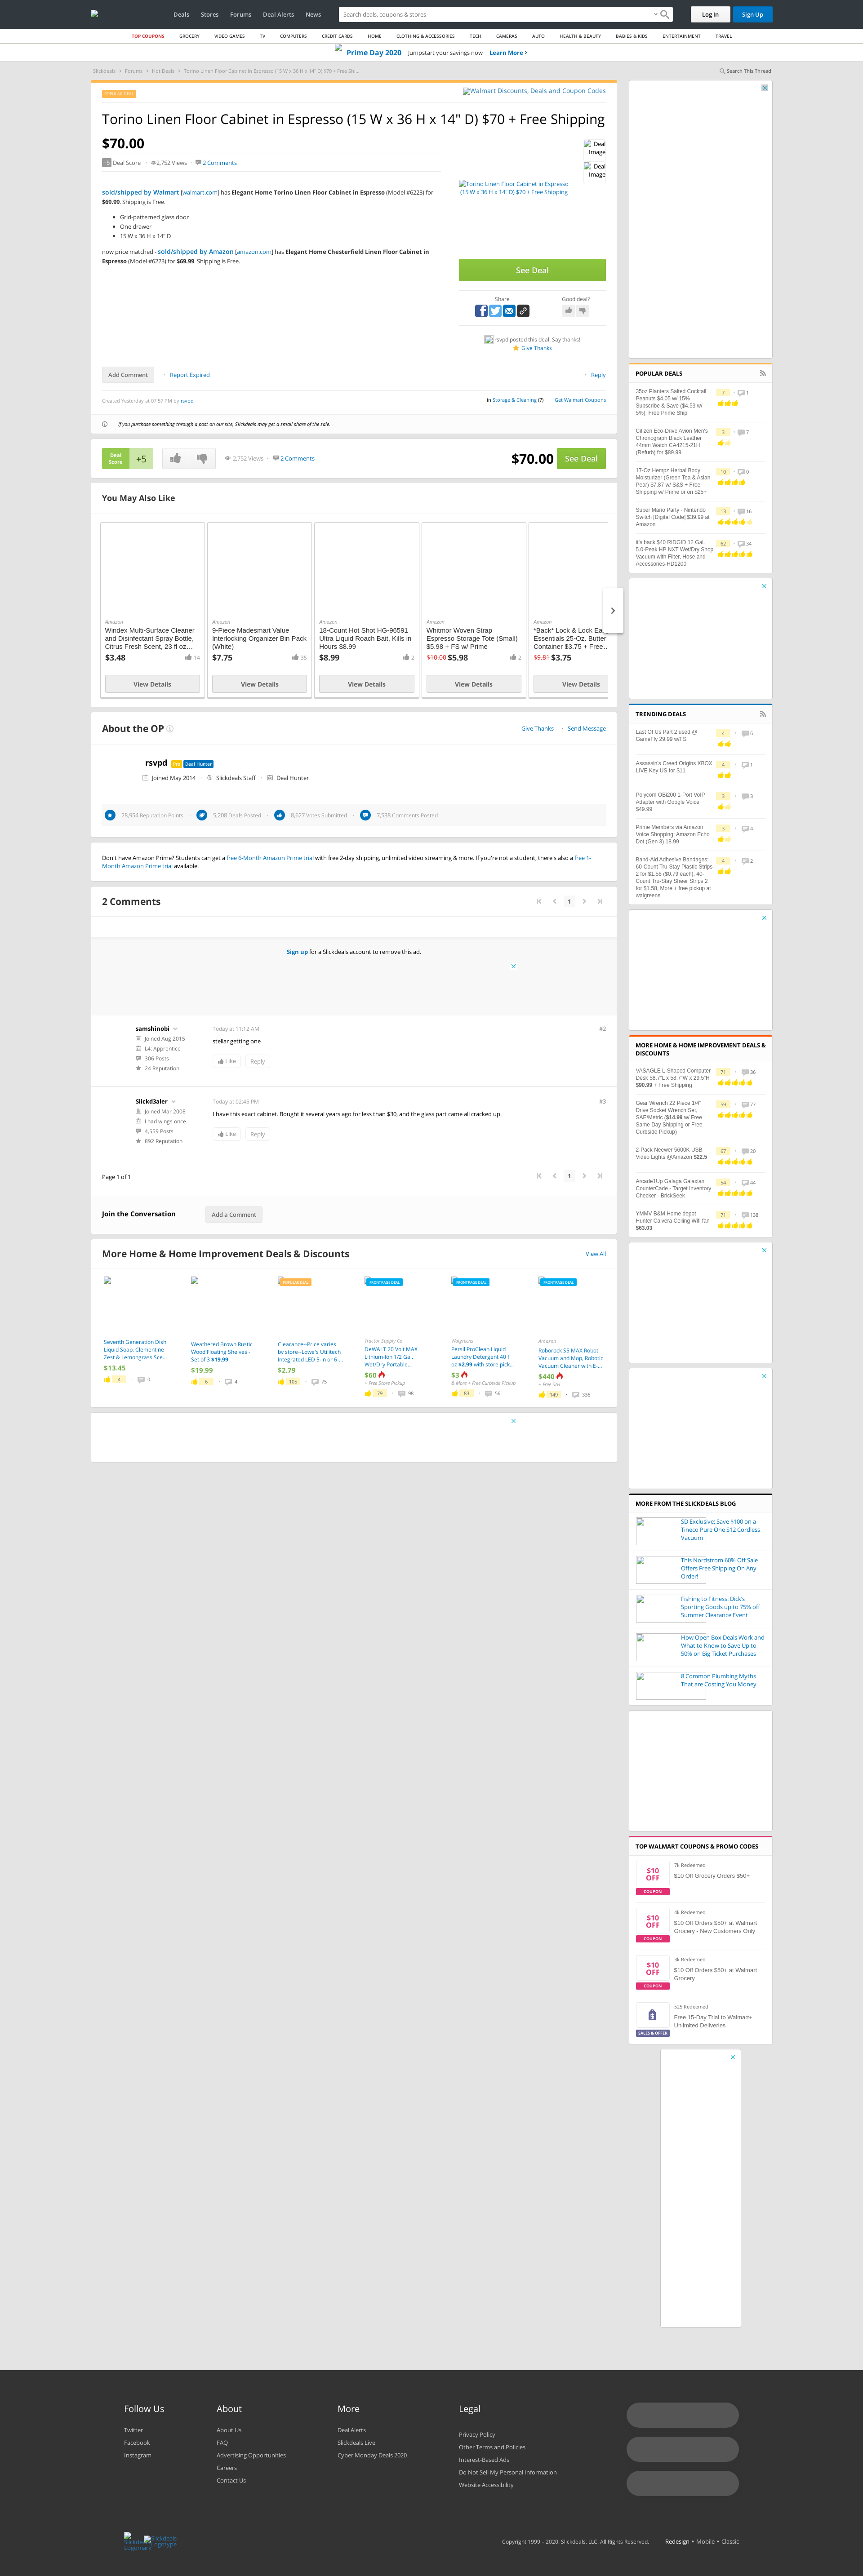 Deals Stores Forums Deal Alerts News
Search deals, coupons & stores
Log In
Sign Up
TOP COUPONS GROCERY VIDEO GAMES TV COMPUTERS CREDIT CARDS HOME CLOTHING & ACCESSORIES TECH CAMERAS AUTO HEALTH & BEAUTY BABIES & KIDS ENTERTAINMENT TRAVEL
Prime Day 2020 Jumpstart your savings now Learn More
Slickdeals Forums Hot Deals Torino Linen Floor Cabinet in Espresso (15 W x 36 H x 14" D) $70 + Free Shi...
Search This Thread
POPULAR DEAL
Walmart Discounts, Deals and Coupon Codes
Torino Linen Floor Cabinet in Espresso (15 W x 36 H x 14" D) $70 + Free Shipping
$70.00
+5 Deal Score 2,752 Views 2 Comments
Deal Image
Deal Image
Torino Linen Floor Cabinet in Espresso (15 W x 36 H x 14" D) $70 + Free Shipping
sold/shipped by Walmart [walmart.com] has Elegant Home Torino Linen Floor Cabinet in Espresso (Model #6223) for
$69.99. Shipping is Free.
Grid-patterned glass door
One drawer
15 W x 36 H x 14" D
now price matched - sold/shipped by Amazon [amazon.com] has Elegant Home Chesterfield Linen Floor Cabinet in
Espresso (Model #6223) for $69.99. Shipping is Free.
See Deal
Share
Good deal?
rsvpd posted this deal. Say thanks!
Give Thanks
Add Comment Report Expired Reply
Created Yesterday at 07:57 PM by rsvpd
in Storage & Cleaning (7) Get Walmart Coupons
If you purchase something through a post on our site, Slickdeals may get a small share of the sale.
Deal Score +5
2,752 Views 2 Comments
$70.00 See Deal
You May Also Like
Amazon
Windex Multi-Surface Cleaner
and Disinfectant Spray Bottle,
Citrus Fresh Scent, 23 fl oz...
$3.48 14
View Details
Amazon
9-Piece Madesmart Value
Interlocking Organizer Bin Pack
(White)
$7.75 35
View Details
Amazon
18-Count Hot Shot HG-96591
Ultra Liquid Roach Bait, Kills in
Hours $8.99
$8.99 2
View Details
Amazon
Whitmor Woven Strap
Espresso Storage Tote (Small)
$5.98 + FS w/ Prime
$10.00 $5.98 2
View Details
Amazon
*Back* Lock & Lock Eas
Essentials 25-Oz. Butter
Container $3.75 + Free..
$9.81 $3.75
View Details
About the OP
Give Thanks Send Message
rsvpd Pro Deal Hunter
Joined May 2014 Slickdeals Staff Deal Hunter
28,954 Reputation Points 5,208 Deals Posted 8,627 Votes Submitted 7,538 Comments Posted
Don't have Amazon Prime? Students can get a free 6-Month Amazon Prime trial with free 2-day shipping, unlimited video streaming & more. If you're not a student, there's also a free 1-
Month Amazon Prime trial available.
2 Comments
1
Sign up for a Slickdeals account to remove this ad.
samshinobi
Joined Aug 2015
L4: Apprentice
306 Posts
24 Reputation
Today at 11:12 AM #2
stellar getting one
Like Reply
Slickd3aler
Joined Mar 2008
I had wings once..
4,559 Posts
892 Reputation
Today at 02:45 PM #3
I have this exact cabinet. Bought it several years ago for less than $30, and the glass part came all cracked up.
Like Reply
Page 1 of 1
1
Join the Conversation
Add a Comment
More Home & Home Improvement Deals & Discounts
View All
Seventh Generation Dish
Liquid Soap, Clementine
Zest & Lemongrass Sce...
$13.45
4 0
Weathered Brown Rustic
Wood Floating Shelves -
Set of 3 $19.99
$19.99
6 4
POPULAR DEAL
Clearance--Price varies
by store--Lowe's Utilitech
Integrated LED 5-in or 6-...
$2.79
105 75
FRONTPAGE DEAL
Tractor Supply Co
DeWALT 20 Volt MAX
Lithium-Ion 1/2 Gal.
Wet/Dry Portable...
$60
+ Free Store Pickup
79 98
FRONTPAGE DEAL
Walgreens
Persil ProClean Liquid
Laundry Detergent 40 fl
oz $2.99 with store pick...
$3
& More + Free Curbside Pickup
83 56
FRONTPAGE DEAL
Amazon
Roborock S5 MAX Robot
Vacuum and Mop, Robotic
Vacuum Cleaner with E-...
$440
+ Free S/H
149 336
POPULAR DEALS
35oz Planters Salted Cocktail
Peanuts $4.05 w/ 15%
Subscribe & Save ($4.53 w/
5%), Free Prime Ship
7 1
Citizen Eco-Drive Avion Men's
Chronograph Black Leather
44mm Watch CA4215-21H
(Refurb) for $89.99
3 7
17-Oz Hempz Herbal Body
Moisturizer (Green Tea & Asian
Pear) $7.87 w/ S&S + Free
Shipping w/ Prime or on $25+
10 0
Super Mario Party - Nintendo
Switch [Digital Code] $39.99 at
Amazon
13 16
it's back $40 RIDGID 12 Gal.
5.0-Peak HP NXT Wet/Dry Shop
Vacuum with Filter, Hose and
Accessories-HD1200
62 34
TRENDING DEALS
Last Of Us Part 2 used @
GameFly 29.99 w/FS
4 6
Assassin's Creed Origins XBOX
LIVE Key US for $11
4 1
Polycom OBi200 1-Port VoIP
Adapter with Google Voice
$49.99
3 3
Prime Members via Amazon
Voice Shopping: Amazon Echo
Dot (Gen 3) 18.99
3 4
Band-Aid Adhesive Bandages:
60-Count Tru-Stay Plastic Strips
2 for $1.58 ($0.79 each), 40-
Count Tru-Stay Sheer Strips 2
for $1.58, More + free pickup at
walgreens
4 2
MORE HOME & HOME IMPROVEMENT DEALS &
DISCOUNTS
VASAGLE L-Shaped Computer
Desk 58.7"L x 58.7"W x 29.5"H
$90.99 + Free Shipping
71 36
Gear Wrench 22 Piece 1/4"
Drive Socket Wrench Set,
SAE/Metric ($14.99 w/ Free
Same Day Shipping or Free
Curbside Pickup)
59 77
2-Pack Neewer 5600K USB
Video Lights @Amazon $22.5
67 20
Arcade1Up Galaga Galaxian
CounterCade - Target Inventory
Checker - BrickSeek
54 44
YMMV B&M Home depot
Hunter Calvera Ceiling Wifi fan
$63.03
71 138
MORE FROM THE SLICKDEALS BLOG
SD Exclusive: Save $100 on a
Tineco Pure One S12 Cordless
Vacuum
This Nordstrom 60% Off Sale
Offers Free Shipping On Any
Order!
Fishing to Fitness: Dick's
Sporting Goods up to 75% off
Summer Clearance Event
How Open Box Deals Work and
What to Know to Save Up to
50% on Big Ticket Purchases
8 Common Plumbing Myths
That are Costing You Money
TOP WALMART COUPONS & PROMO CODES
$10 OFF COUPON
7k Redeemed
$10 Off Grocery Orders $50+
$10 OFF COUPON
4k Redeemed
$10 Off Orders $50+ at Walmart
Grocery - New Customers Only
$10 OFF COUPON
3k Redeemed
$10 Off Orders $50+ at Walmart
Grocery
SALES & OFFER
525 Redeemed
Free 15-Day Trial to Walmart+
Unlimited Deliveries
Follow Us
Twitter
Facebook
Instagram
About
About Us
FAQ
Advertising Opportunities
Careers
Contact Us
More
Deal Alerts
Slickdeals Live
Cyber Monday Deals 2020
Legal
Privacy Policy
Other Terms and Policies
Interest-Based Ads
Do Not Sell My Personal Information
Website Accessibility
Slickdeals Logotype
Copyright 1999 – 2020. Slickdeals, LLC. All Rights Reserved. Redesign • Mobile • Classic